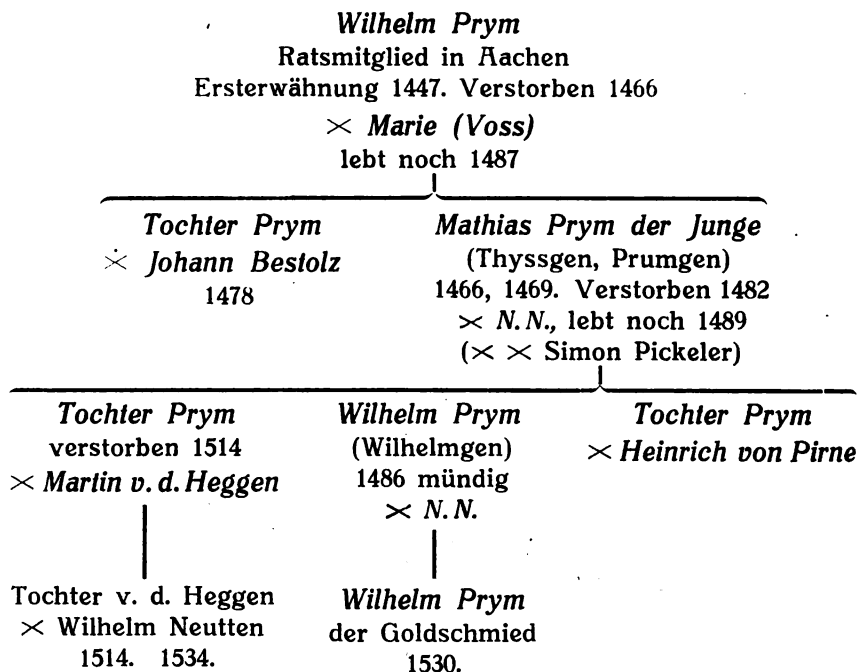 Wilhelm Prym
Ratsmitglied in Aachen
Ersterwähnung 1447. Verstorben 1466
× Marie (Voss)
lebt noch 1487
Tochter Prym
× Johann Bestolz
1478
Mathias Prym der Junge
(Thyssgen, Prumgen)
1466, 1469. Verstorben 1482
× N.N., lebt noch 1489
(× × Simon Pickeler)
Tochter Prym
verstorben 1514
× Martin v. d. Heggen
Wilhelm Prym
(Wilhelmgen)
1486 mündig
× N.N.
Tochter Prym
× Heinrich von Pirne
Tochter v. d. Heggen
× Wilhelm Neutten
1514. 1534.
Wilhelm Prym
der Goldschmied
1530.